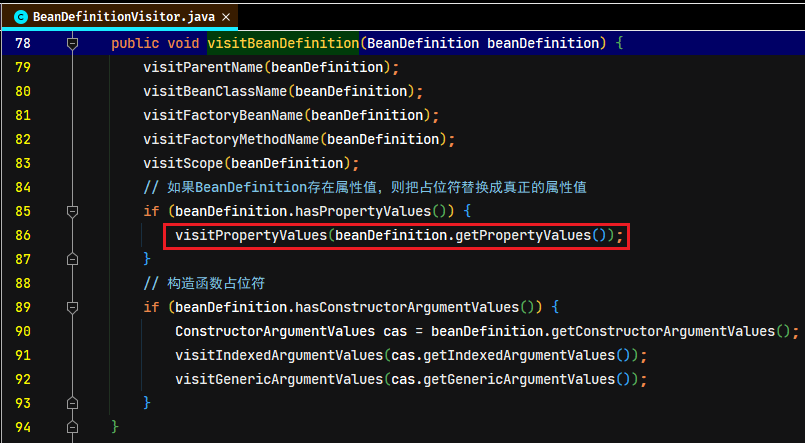 BeanDefinitionVisitor.java ×
78 public void visitBeanDefinition(BeanDefinition beanDefinition) {
79 visitParentName(beanDefinition);
80 visitBeanClassName(beanDefinition);
81 visitFactoryBeanName(beanDefinition);
82 visitFactoryMethodName(beanDefinition);
83 visitScope(beanDefinition);
84 // 如果BeanDefinition存在属性值，则把占位符替换成真正的属性值
85 if (beanDefinition.hasPropertyValues()) {
86 visitPropertyValues(beanDefinition.getPropertyValues());
87 }
88 // 构造函数占位符
89 if (beanDefinition.hasConstructorArgumentValues()) {
90 ConstructorArgumentValues cas = beanDefinition.getConstructorArgumentValues();
91 visitIndexedArgumentValues(cas.getIndexedArgumentValues());
92 visitGenericArgumentValues(cas.getGenericArgumentValues());
93 }
94 }